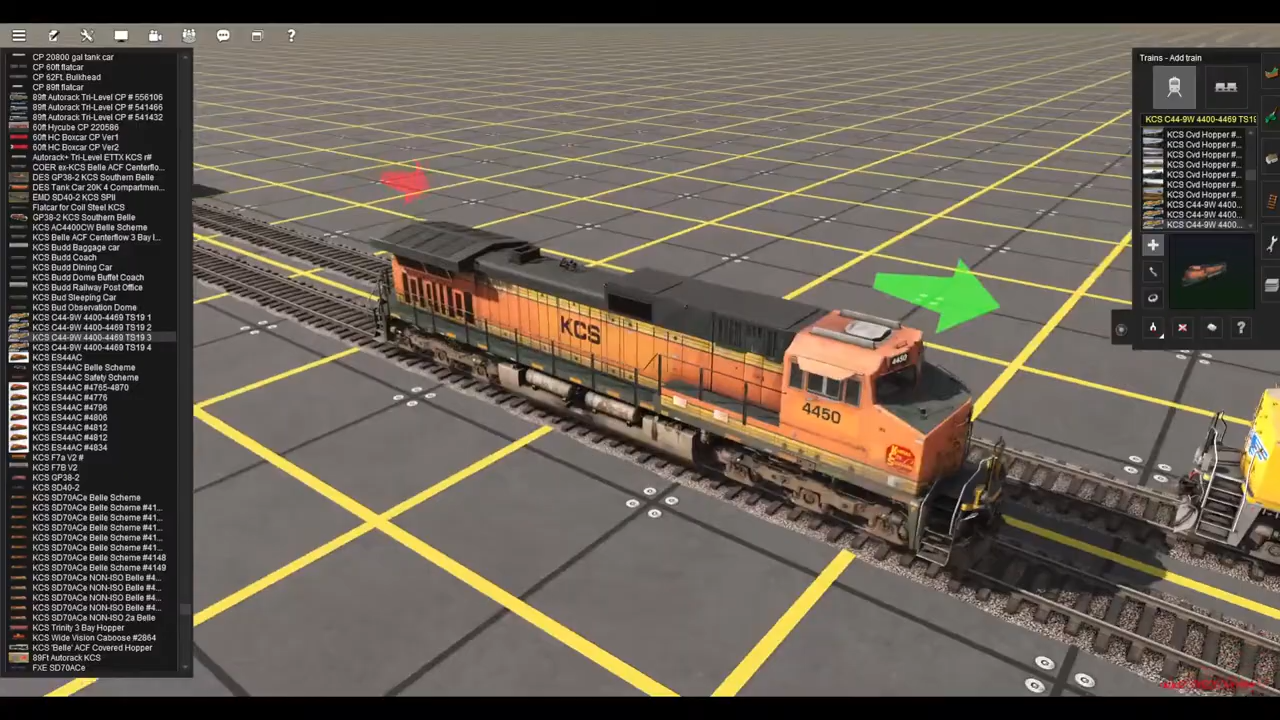 CP 20800 gal tank car
CP 60ft flatcar
CP 62Ft. Bulkhead
CP 89ft flatcar
89ft Autorack Tri-Level CP # 556106
89ft Autorack Tri-Level CP # 541466
89ft Autorack Tri-Level CP # 541432
60ft Hycube CP 220586
60ft HC Boxcar CP Ver1
60ft HC Boxcar CP Ver2
Autorack+ Tri-Level ETTX KCS r#
COER ex-KCS Belle ACF Centerflo...
DES GP38-2 KCS Southern Belle
DES Tank Car 20K 4 Compartmen...
EMD SD40-2 KCS SPII
Flatcar for Coil Steel KCS
GP38-2 KCS Southern Belle
KCS AC4400CW Belle Scheme
KCS Belle ACF Centerflow 3 Bay I...
KCS Budd Baggage car
KCS Budd Coach
KCS Budd Dining Car
KCS Budd Dome Buffet Coach
KCS Budd Railway Post Office
KCS Bud Sleeping Car
KCS Bud Observation Dome
KCS C44-9W 4400-4469 TS19 1
KCS C44-9W 4400-4469 TS19 2
KCS C44-9W 4400-4469 TS19 3
KCS C44-9W 4400-4469 TS19 4
KCS ES44AC
KCS ES44AC Belle Scheme
KCS ES44AC Safety Scheme
KCS ES44AC #4765-4870
KCS ES44AC #4776
KCS ES44AC #4796
KCS ES44AC #4806
KCS ES44AC #4812
KCS ES44AC #4812
KCS ES44AC #4834
KCS F7a V2 #
KCS F7B V2
KCS GP38-2
KCS SD40-2
KCS SD70ACe Belle Scheme
KCS SD70ACe Belle Scheme #41...
KCS SD70ACe Belle Scheme #41...
KCS SD70ACe Belle Scheme #41...
KCS SD70ACe Belle Scheme #41...
KCS SD70ACe Belle Scheme #41...
KCS SD70ACe Belle Scheme #4148
KCS SD70ACe Belle Scheme #4149
KCS SD70ACe NON-ISO Belle #4...
KCS SD70ACe NON-ISO Belle #4...
KCS SD70ACe NON-ISO Belle #4...
KCS SD70ACe NON-ISO Belle #4...
KCS SD70ACe NON-ISO 2a Belle
KCS Trinity 3 Bay Hopper
KCS Wide Vision Caboose #2864
KCS 'Belle' ACF Covered Hopper
89Ft Autorack KCS
FXE SD70ACe
KCS
4450
4450
Trains - Add train
KCS C44-9W 4400-4469 TS19
KCS Cvd Hopper #...
KCS Cvd Hopper #...
KCS Cvd Hopper #...
KCS Cvd Hopper #...
KCS Cvd Hopper #...
KCS Cvd Hopper #...
KCS Cvd Hopper #...
KCS C44-9W 4400...
KCS C44-9W 4400...
KCS C44-9W 4400...